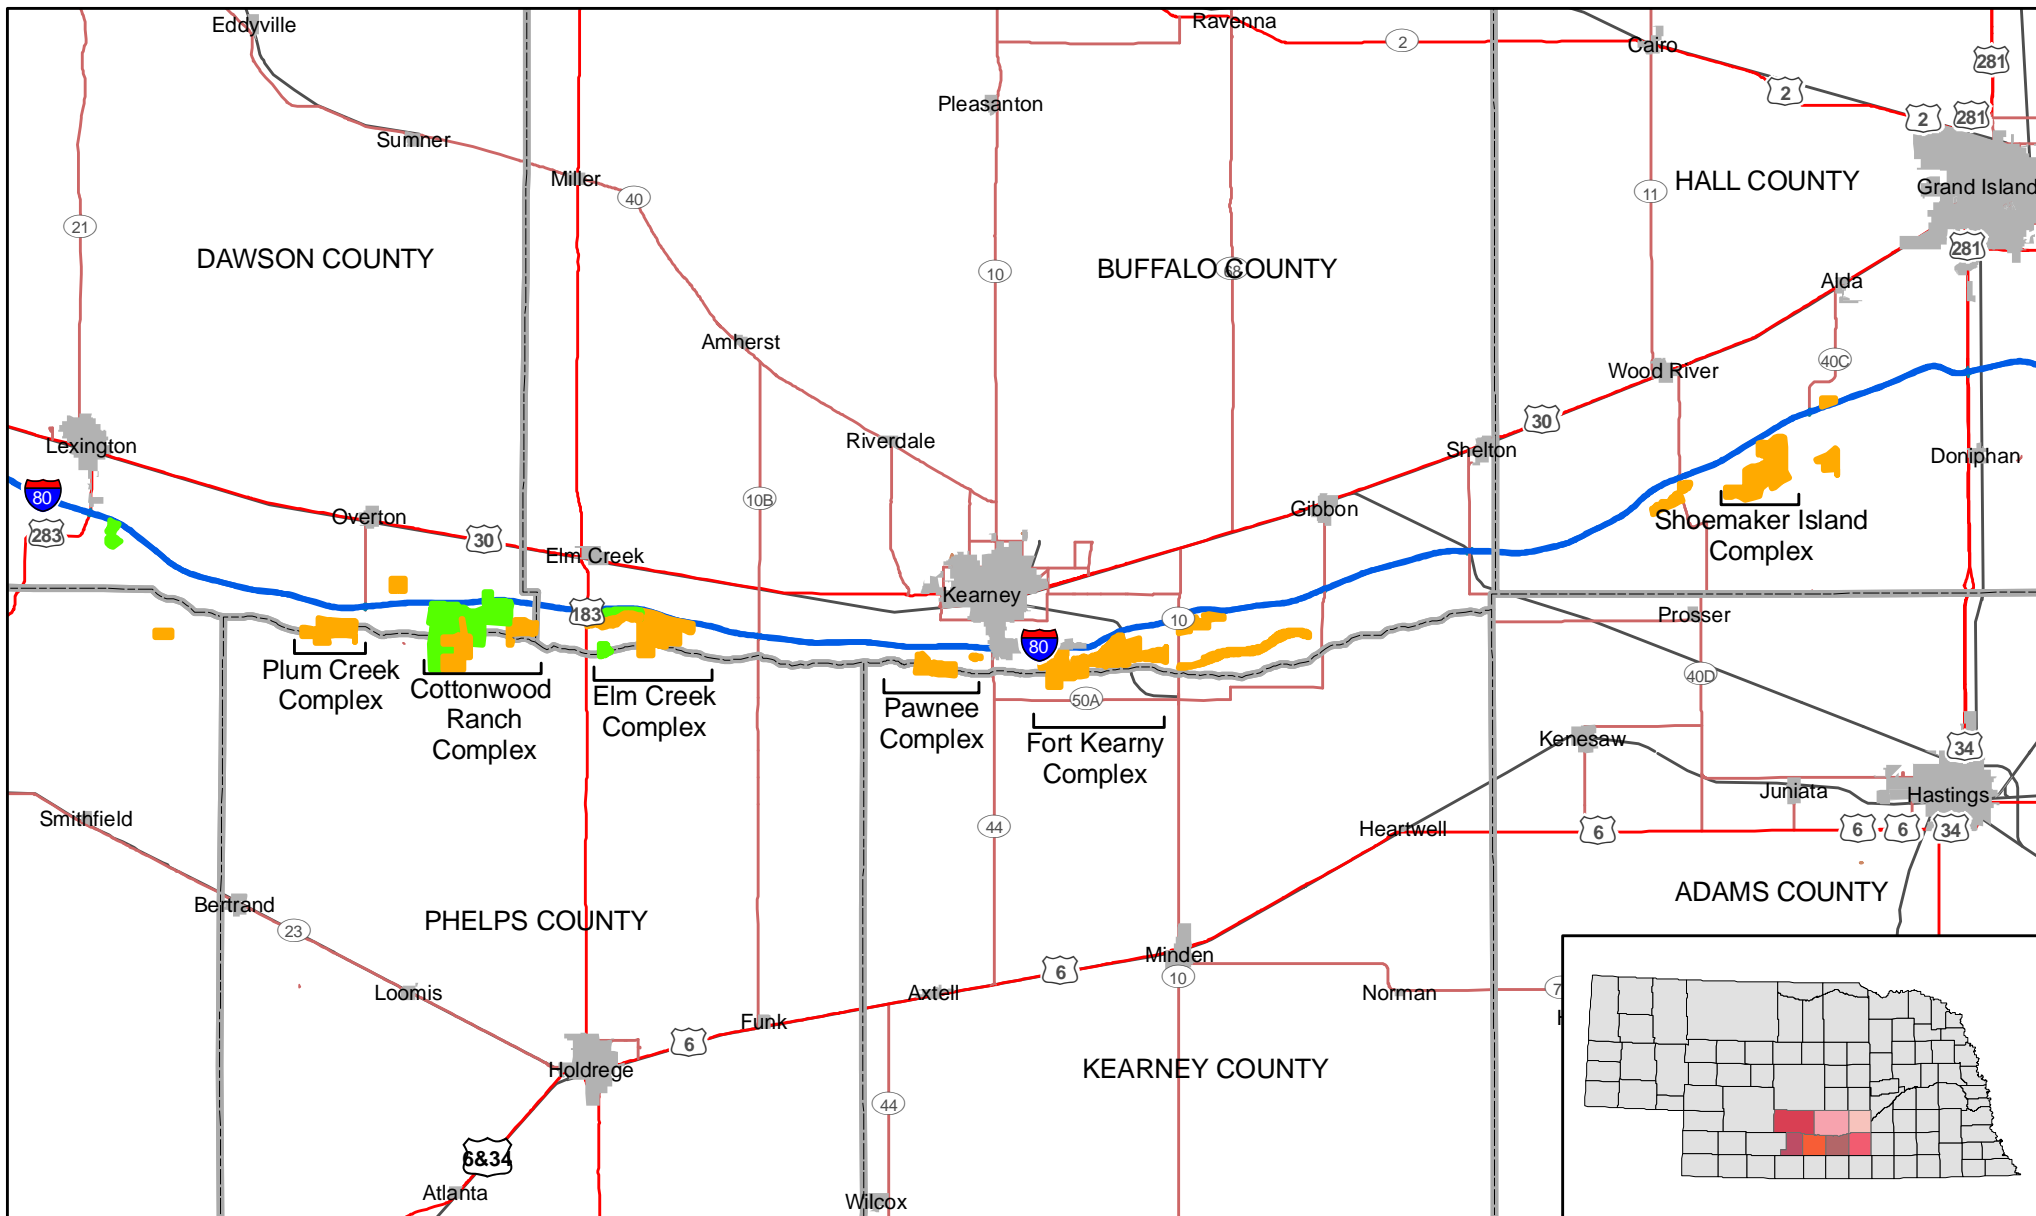 Eddyville
Ravenna
2
Cairo
281
2
Pleasanton
2
281
Sumner
Miller
40
11
HALL COUNTY
Grand Island
21
DAWSON COUNTY
10
BUFFALO COUNTY
68
281
Alda
Amherst
40C
Wood River
Lexington
Riverdale
30
Shelton
Doniphan
80
283
Overton
30
10B
Gibbon
Elm Creek
Shoemaker Island
Complex
Kearney
183
10
Prosser
80
Plum Creek
Complex
Cottonwood
Ranch
Complex
Elm Creek
Complex
Pawnee
Complex
50A
Fort Kearny
Complex
40D
Kenesaw
34
Smithfield
44
Heartwell
6
Juniata
Hastings
6
6
34
Bertrand
23
PHELPS COUNTY
ADAMS COUNTY
Minden
6
10
Loomis
Axtell
Norman
7
Funk
6
Holdrege
KEARNEY COUNTY
44
6&34
Atlanta
Wilcox